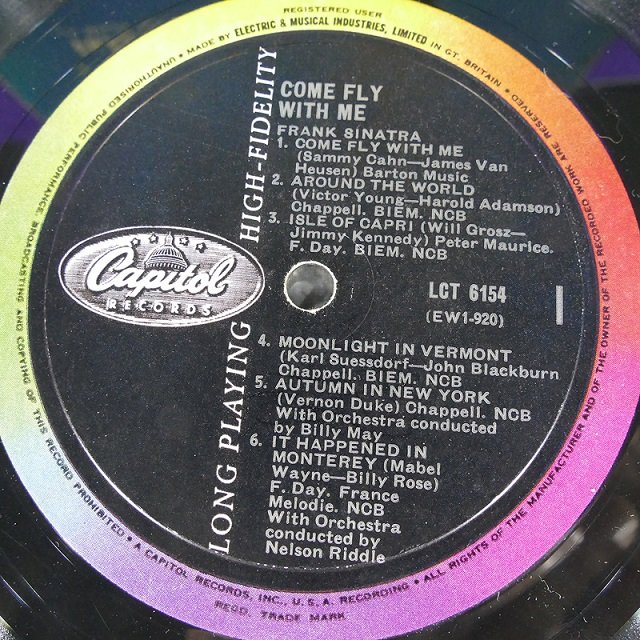 REGISTERED USER
UNAUTHORISED PUBLIC PERFORMANCE, BROADCASTING AND COPYING OF THIS RECORD PROHIBITED • MADE BY ELECTRIC & MUSICAL INDUSTRIES, LIMITED IN GT. BRITAIN •
COME FLY
WITH ME
FRANK SINATRA
1. COME FLY WITH ME
(Sammy Cahn—James Van
Heusen) Barton Music
2. AROUND THE WORLD
(Victor Young—Harold Adamson)
Chappell. BIEM. NCB
3. ISLE OF CAPRI (Will Grosz—
Jimmy Kennedy) Peter Maurice.
F. Day. BIEM. NCB
LONG PLAYING HIGH-FIDELITY
Capitol
RECORDS
LCT 6154
(EW1-920)
1
4. MOONLIGHT IN VERMONT
(Karl Suessdorf—John Blackburn
Chappell. BIEM. NCB
5. AUTUMN IN NEW YORK
(Vernon Duke) Chappell. NCB
With Orchestra conducted
by Billy May
6. IT HAPPENED IN
MONTEREY (Mabel
Wayne—Billy Rose)
F. Day. France
Melodie. NCB
With Orchestra
conducted by
Nelson Riddle
• A CAPITOL RECORDS, INC., U.S.A. RECORDING • ALL RIGHTS OF THE MANUFACTURER AND OF THE OWNER OF THE RECORDED WORK ARE RESERVED
REGD. TRADE MARK